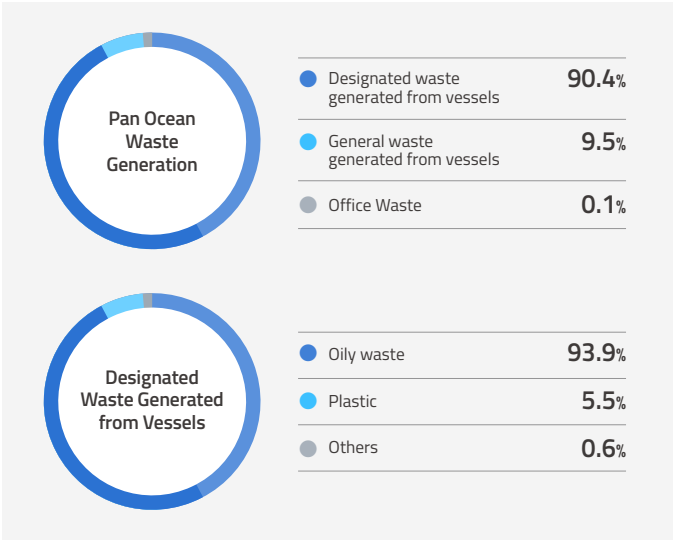 Pan Ocean
Waste
Generation
Designated waste
generated from vessels
90.4%
General waste
generated from vessels
9.5%
Office Waste
0.1%
Designated
Waste Generated
from Vessels
Oily waste
93.9%
Plastic
5.5%
Others
0.6%